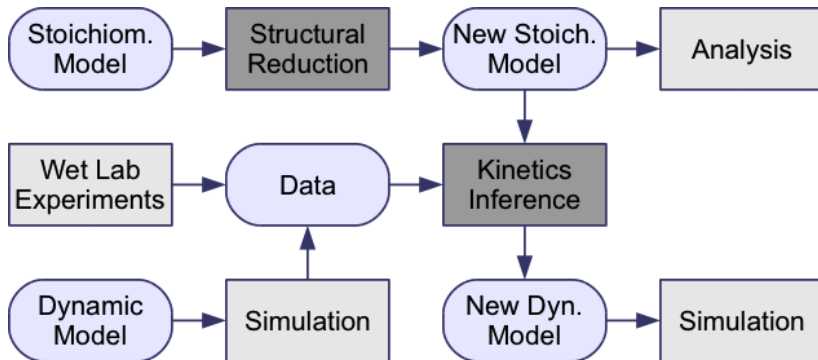 Stoichiom.
Model
Structural
Reduction
New Stoich.
Model
Analysis
Wet Lab
Experiments
Data
Kinetics
Inference
Dynamic
Model
Simulation
New Dyn.
Model
Simulation